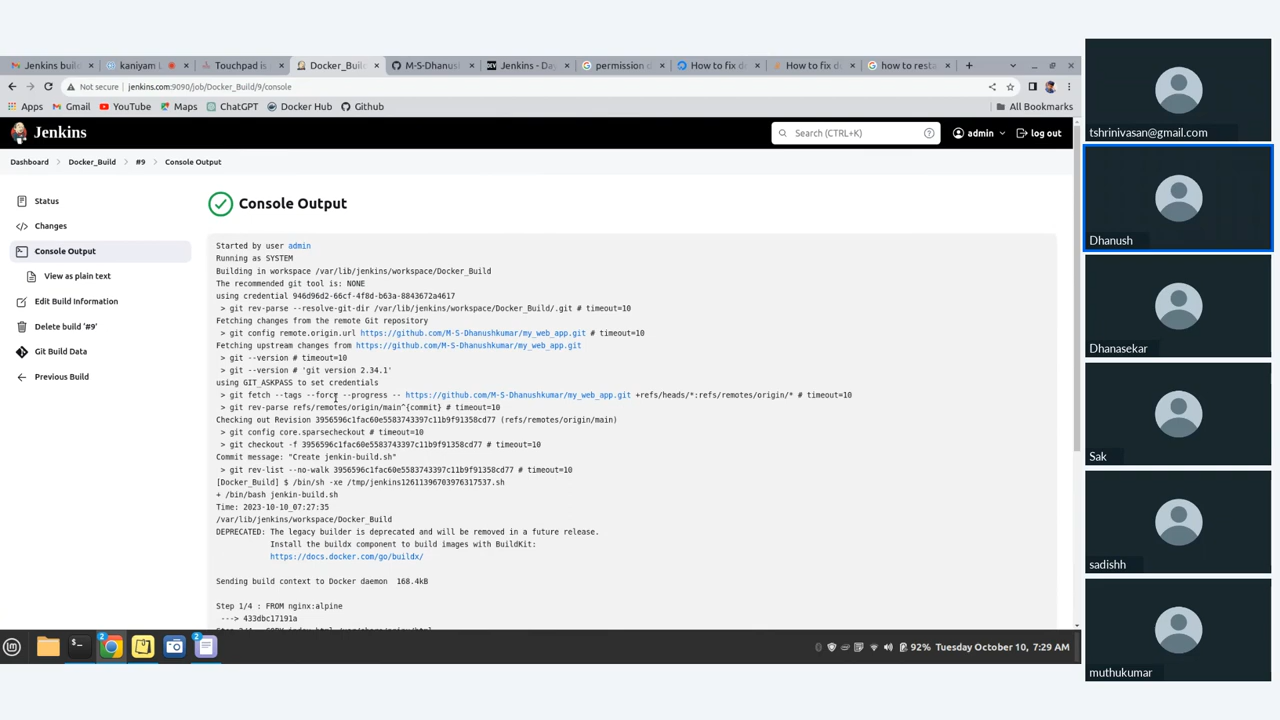 Jenkins buil
kaniyam L
Touchpad is
Docker_Build
M-S-Dhanush
Jenkins - Da
permission d
How to fix d
How to fix d
how to resta
Not secure jenkins.com:9090/job/Docker_Build/9/console
Apps Gmail YouTube Maps ChatGPT Docker Hub Github All Bookmarks
Jenkins
Search (CTRL+K) ?
admin
log out
Dashboard > Docker_Build > #9 > Console Output
Status
Changes
Console Output
View as plain text
Edit Build Information
Delete build '#9'
Git Build Data
Previous Build
Console Output
Started by user admin
Running as SYSTEM
Building in workspace /var/lib/jenkins/workspace/Docker_Build
The recommended git tool is: NONE
using credential 946d96d2-66cf-4f8d-b63a-8843672a4617
> git rev-parse --resolve-git-dir /var/lib/jenkins/workspace/Docker_Build/.git # timeout=10
Fetching changes from the remote Git repository
> git config remote.origin.url https://github.com/M-S-Dhanushkumar/my_web_app.git # timeout=10
Fetching upstream changes from https://github.com/M-S-Dhanushkumar/my_web_app.git
> git --version # timeout=10
> git --version # 'git version 2.34.1'
using GIT_ASKPASS to set credentials
> git fetch --tags --force --progress -- https://github.com/M-S-Dhanushkumar/my_web_app.git +refs/heads/*:refs/remotes/origin/* # timeout=10
> git rev-parse refs/remotes/origin/main^{commit} # timeout=10
Checking out Revision 3956596c1fac60e5583743397c11b9f91358cd77 (refs/remotes/origin/main)
> git config core.sparsecheckout # timeout=10
> git checkout -f 3956596c1fac60e5583743397c11b9f91358cd77 # timeout=10
Commit message: "Create jenkin-build.sh"
> git rev-list --no-walk 3956596c1fac60e5583743397c11b9f91358cd77 # timeout=10
[Docker_Build] $ /bin/sh -xe /tmp/jenkins12611396703976317537.sh
+ /bin/bash jenkin-build.sh
Time: 2023-10-10_07:27:35
/var/lib/jenkins/workspace/Docker_Build
DEPRECATED: The legacy builder is deprecated and will be removed in a future release.
Install the buildx component to build images with BuildKit:
https://docs.docker.com/go/buildx/
Sending build context to Docker daemon 168.4kB
Step 1/4 : FROM nginx:alpine
---> 433dbc17191a
92% Tuesday October 10, 7:29 AM
tshrinivasan@gmail.com
Dhanush
Dhanasekar
Sak
sadishh
muthukumar